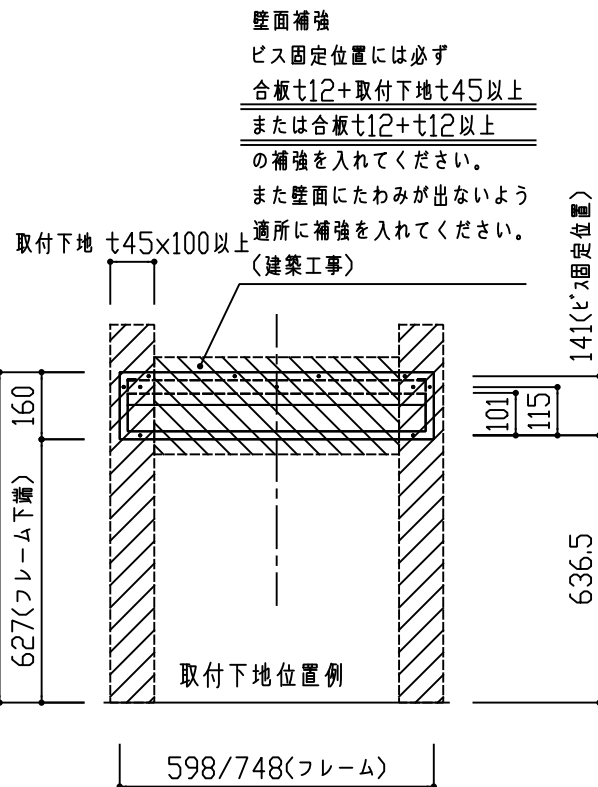 壁面補強
ビス固定位置には必ず
合板t12+取付下地t45以上
または合板t12+t12以上
の補強を入れてください。
また壁面にたわみが出ないよう
適所に補強を入れてください。
(建築工事)
取付下地 t45x100以上
141(ビス固定位置)
160
101
115
627(フレーム下端)
636.5
取付下地位置例
598/748(フレーム)